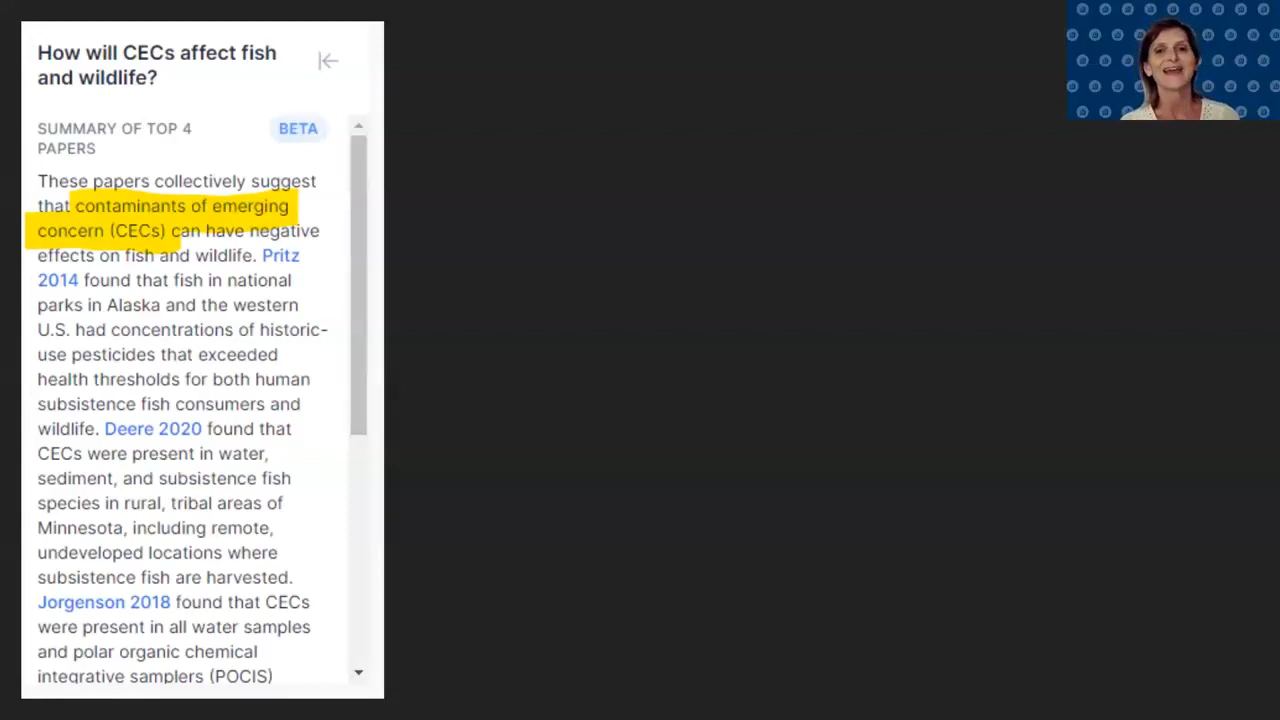 How will CECs affect fish
and wildlife?
SUMMARY OF TOP 4
PAPERS
BETA
These papers collectively suggest
that contaminants of emerging
concern (CECs) can have negative
effects on fish and wildlife. Pritz
2014 found that fish in national
parks in Alaska and the western
U.S. had concentrations of historic-
use pesticides that exceeded
health thresholds for both human
subsistence fish consumers and
wildlife. Deere 2020 found that
CECs were present in water,
sediment, and subsistence fish
species in rural, tribal areas of
Minnesota, including remote,
undeveloped locations where
subsistence fish are harvested.
Jorgenson 2018 found that CECs
were present in all water samples
and polar organic chemical
integrative samplers (POCIS)